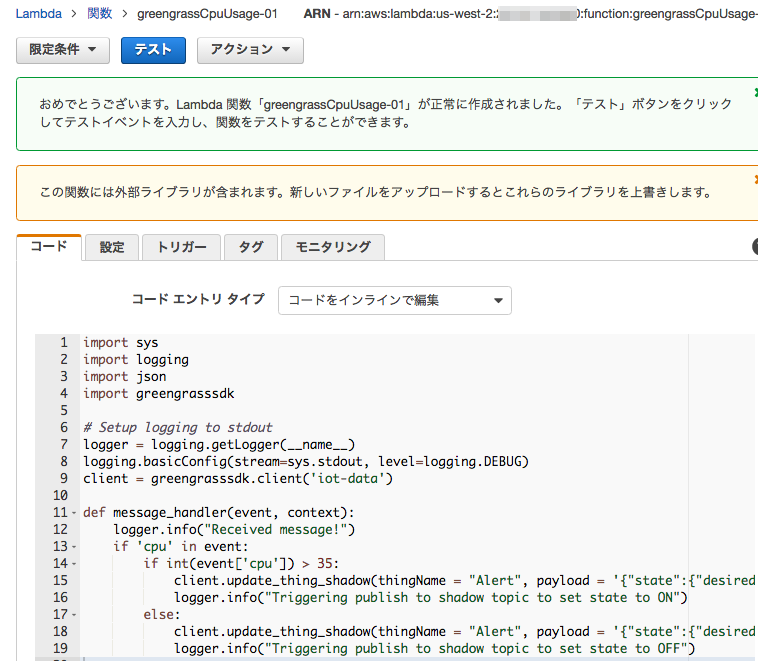 Lambda > 関数 > greengrassCpuUsage-01 ARN - arn:aws:lambda:us-west-2: :function:greengrassCpuUsage-
限定条件 テスト アクション
おめでとうございます。Lambda 関数「greengrassCpuUsage-01」が正常に作成されました。「テスト」ボタンをクリック
してテストイベントを入力し、関数をテストすることができます。
この関数には外部ライブラリが含まれます。新しいファイルをアップロードするとこれらのライブラリを上書きします。
コード 設定 トリガー タグ モニタリング
コード エントリ タイプ コードをインラインで編集
1 import sys
2 import logging
3 import json
4 import greengrasssdk
5
6 # Setup logging to stdout
7 logger = logging.getLogger(__name__)
8 logging.basicConfig(stream=sys.stdout, level=logging.DEBUG)
9 client = greengrasssdk.client('iot-data')
10
11 def message_handler(event, context):
12 logger.info("Received message!")
13 if 'cpu' in event:
14 if int(event['cpu']) > 35:
15 client.update_thing_shadow(thingName = "Alert", payload = '{"state":{"desired
16 logger.info("Triggering publish to shadow topic to set state to ON")
17 else:
18 client.update_thing_shadow(thingName = "Alert", payload = '{"state":{"desired
19 logger.info("Triggering publish to shadow topic to set state to OFF")